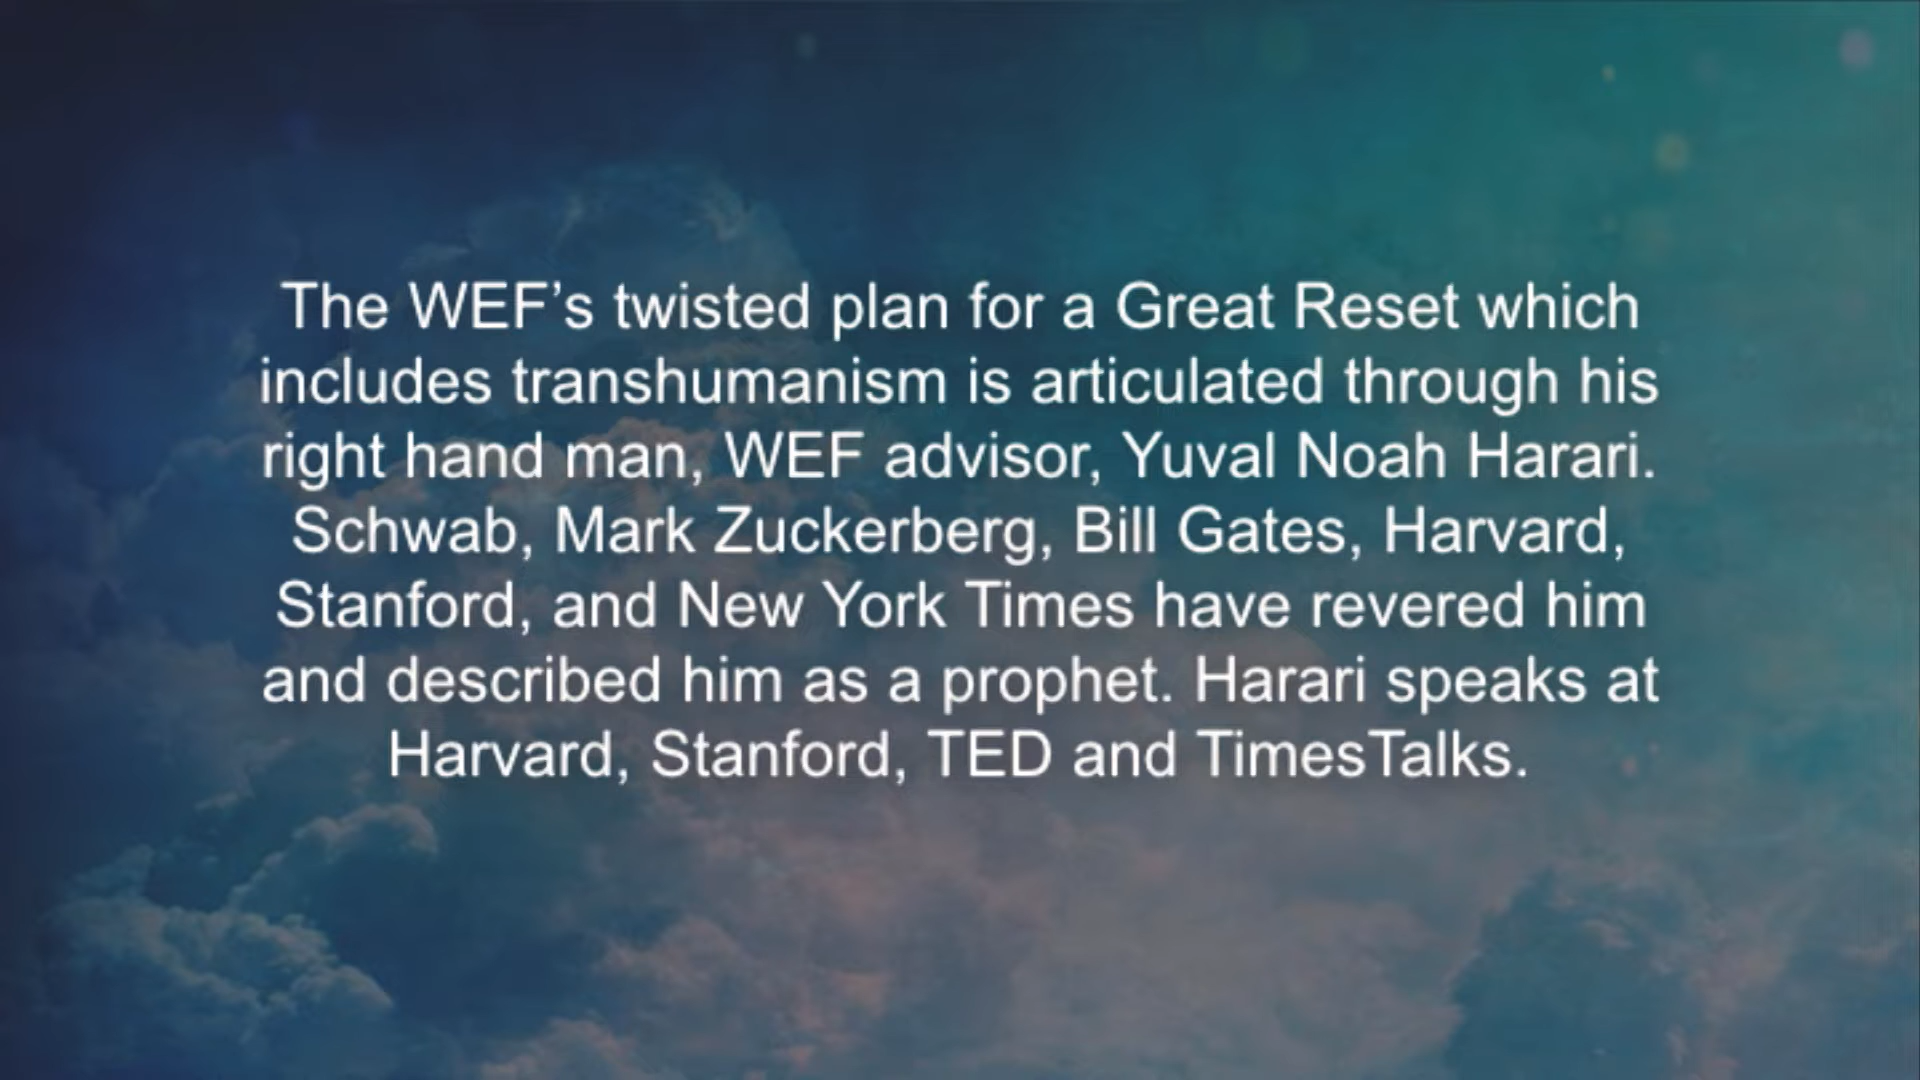 The WEF’s twisted plan for a Great Reset which
includes transhumanism is articulated through his
right hand man, WEF advisor, Yuval Noah Harari.
Schwab, Mark Zuckerberg, Bill Gates, Harvard,
Stanford, and New York Times have revered him
and described him as a prophet. Harari speaks at
Harvard, Stanford, TED and TimesTalks.